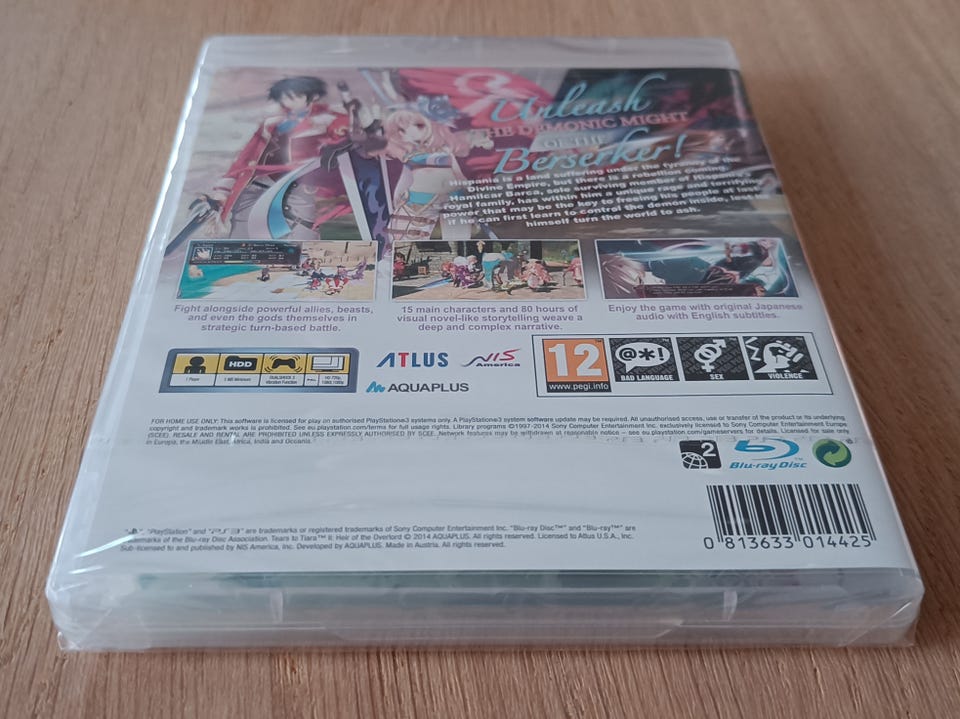 Unleash
THE DEMONIC MIGHT
OF THE
Berserker!
Hispania is a land suffering under the tyranny of the
Divine Empire, but there is a rebellion coming.
Hamilcar Barca, sole surviving member of Hispania's
royal family, has within him a unique rage and terrifying
power that may be the key to freeing his people at last
if he can first learn to control the demon inside, lest
himself turn the world to ash.
Fight alongside powerful allies, beasts,
and even the gods themselves in
strategic turn-based battle.
15 main characters and 80 hours of
visual novel-like storytelling weave a
deep and complex narrative.
Enjoy the game with original Japanese
audio with English subtitles.
1 Player
HDD
5 MB Minimum
DUALSHOCK 3
Vibration Function
HD 720p,
1080i,1080p
ATLUS
NIS
America
AQUAPLUS
12
www.pegi.info
@*!
BAD LANGUAGE
SEX
VIOLENCE
FOR HOME USE ONLY: This software is licensed for play on authorised PlayStation®3 systems only. A PlayStation®3 system software update may be required. All unauthorised access, use or transfer of the product or its underlying
copyright and trademark works is prohibited. See eu.playstation.com/terms for full usage rights. Library programs ©1997-2014 Sony Computer Entertainment Inc. exclusively licensed to Sony Computer Entertainment Europe
(SCEE). RESALE AND RENTAL ARE PROHIBITED UNLESS EXPRESSLY AUTHORISED BY SCEE. Network features may be withdrawn at reasonable notice – see eu.playstation.com/gameservers for details. Licensed for sale only
in Europe, the Middle East, Africa, India and Oceania.
2
Blu-ray Disc™
"PlayStation" and "PS3" are trademarks or registered trademarks of Sony Computer Entertainment Inc. "Blu-ray Disc™" and "Blu-ray™" are
trademarks of the Blu-ray Disc Association. Tears to Tiara™ II: Heir of the Overlord © 2014 AQUAPLUS. Licensed to Atlus U.S.A., Inc.
Sub-licensed to and published by NIS America, Inc. Developed by AQUAPLUS. Made in Austria. All rights reserved.
0 813633 014425